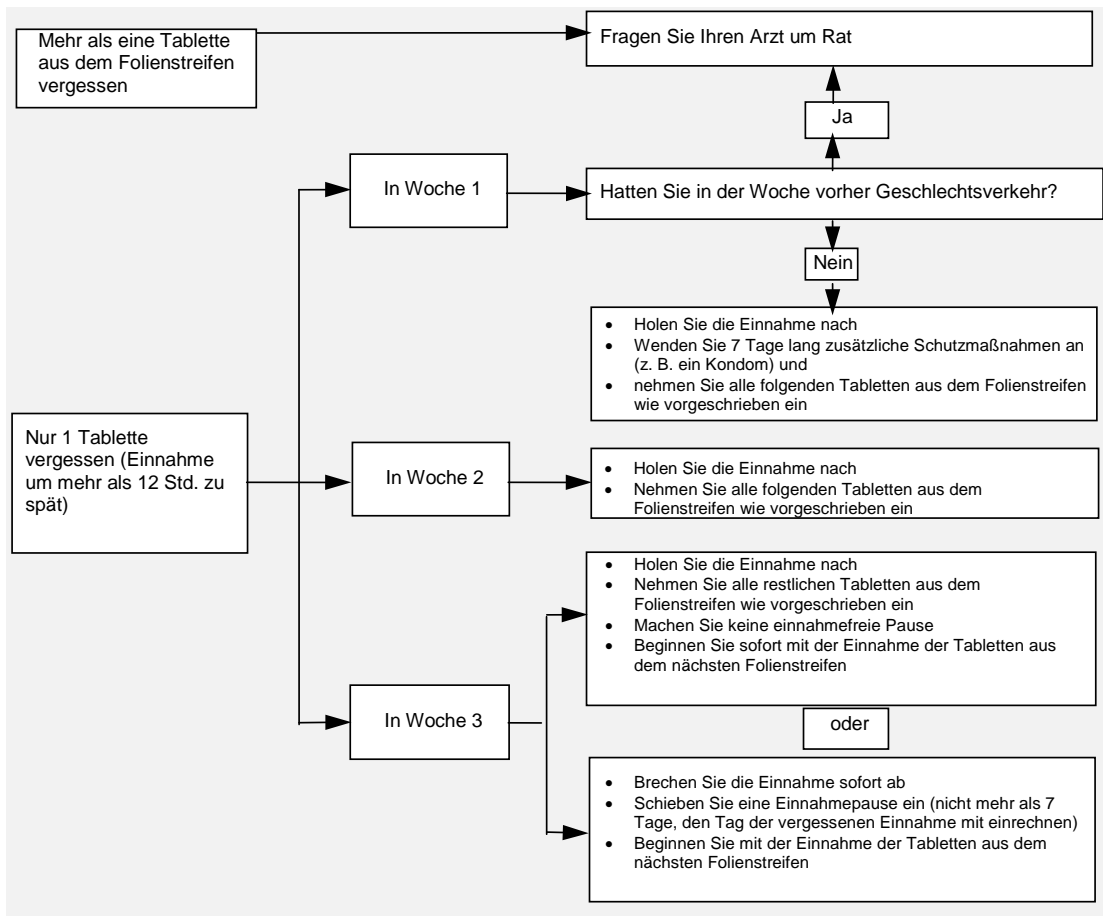 Mehr als eine Tablette
aus dem Folienstreifen
vergessen
Fragen Sie Ihren Arzt um Rat
Ja
In Woche 1
Hatten Sie in der Woche vorher Geschlechtsverkehr?
Nein
• Holen Sie die Einnahme nach
• Wenden Sie 7 Tage lang zusätzliche Schutzmaßnahmen an
(z. B. ein Kondom) und
• nehmen Sie alle folgenden Tabletten aus dem Folienstreifen
wie vorgeschrieben ein
Nur 1 Tablette
vergessen (Einnahme
um mehr als 12 Std. zu
spät)
In Woche 2
• Holen Sie die Einnahme nach
• Nehmen Sie alle folgenden Tabletten aus dem
Folienstreifen wie vorgeschrieben ein
• Holen Sie die Einnahme nach
• Nehmen Sie alle restlichen Tabletten aus dem
Folienstreifen wie vorgeschrieben ein
• Machen Sie keine einnahmefreie Pause
• Beginnen Sie sofort mit der Einnahme der Tabletten aus
dem nächsten Folienstreifen
In Woche 3
oder
• Brechen Sie die Einnahme sofort ab
• Schieben Sie eine Einnahmepause ein (nicht mehr als 7
Tage, den Tag der vergessenen Einnahme mit einrechnen)
• Beginnen Sie mit der Einnahme der Tabletten aus dem
nächsten Folienstreifen